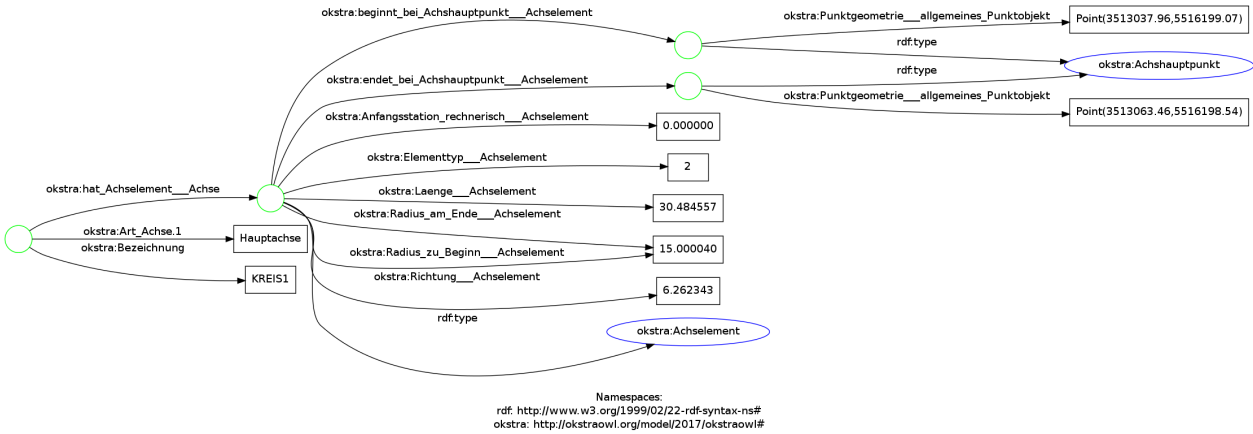 okstra:beginnt_bei_Achshauptpunkt___Achselement
okstra:Punktgeometrie___allgemeines_Punktobjekt
Point(3513037.96,5516199.07)
rdf:type
okstra:Achshauptpunkt
okstra:endet_bei_Achshauptpunkt___Achselement
rdf:type
okstra:Punktgeometrie___allgemeines_Punktobjekt
Point(3513063.46,5516198.54)
okstra:Anfangsstation_rechnerisch___Achselement
0.000000
okstra:Elementtyp___Achselement
2
okstra:hat_Achselement___Achse
okstra:Laenge___Achselement
30.484557
okstra:Radius_am_Ende___Achselement
okstra:Art_Achse.1
Hauptachse
okstra:Bezeichnung
15.000040
okstra:Radius_zu_Beginn___Achselement
okstra:Richtung___Achselement
KREIS1
6.262343
rdf:type
okstra:Achselement
Namespaces:
rdf: http://www.w3.org/1999/02/22-rdf-syntax-ns#
okstra: http://okstraowl.org/model/2017/okstraowl#